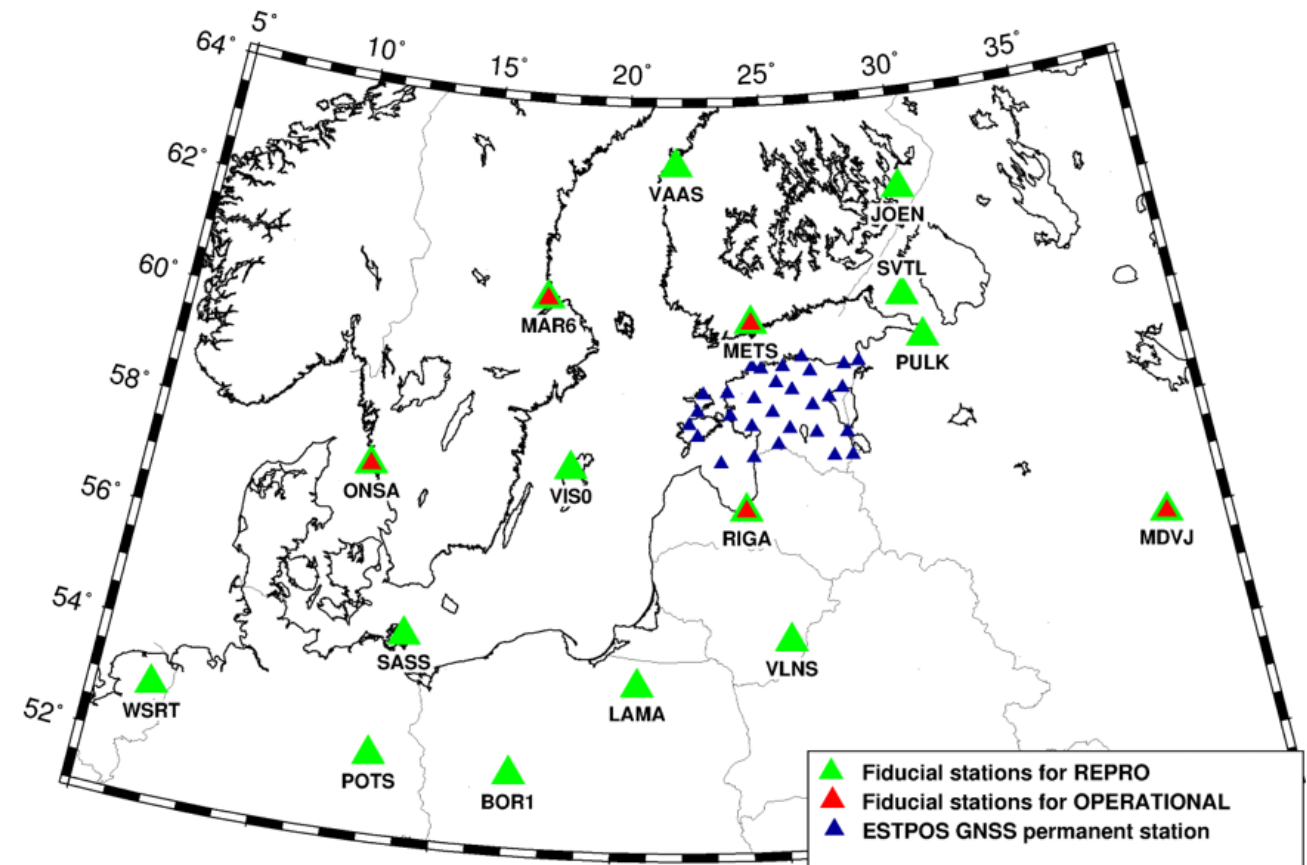 5°
64°
10°
15°
20°
25°
30°
35°
62°
VAAS
JOEN
SVTL
60°
MAR6
METS
PULK
58°
ONSA
VIS0
56°
RIGA
MDVJ
54°
SASS
VLNS
WSRT
LAMA
52°
POTS
BOR1
Fiducial stations for REPRO
Fiducial stations for OPERATIONAL
ESTPOS GNSS permanent station